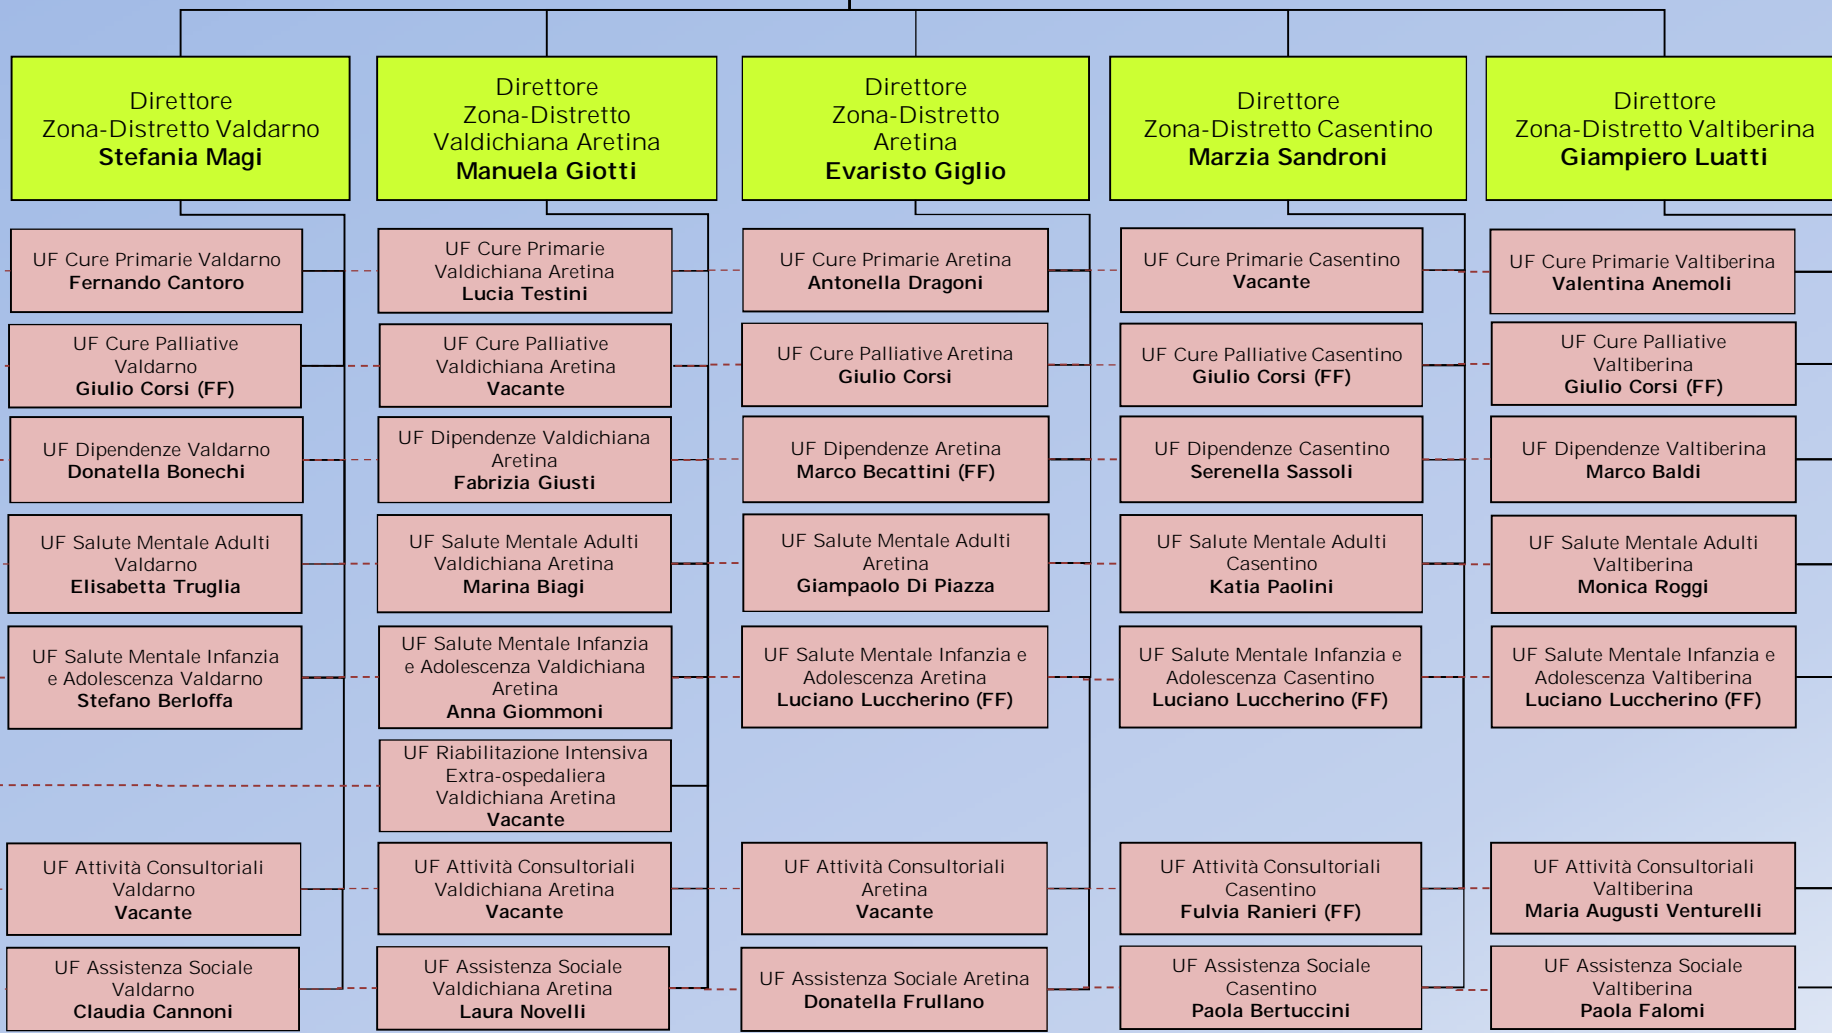 Direttore
Zona-Distretto Valdarno
Stefania Magi
Direttore
Zona-Distretto
Valdichiana Aretina
Manuela Giotti
Direttore
Zona-Distretto
Aretina
Evaristo Giglio
Direttore
Zona-Distretto Casentino
Marzia Sandroni
Direttore
Zona-Distretto Valtiberina
Giampiero Luatti
UF Cure Primarie Valdarno
Fernando Cantoro
UF Cure Primarie
Valdichiana Aretina
Lucia Testini
UF Cure Primarie Aretina
Antonella Dragoni
UF Cure Primarie Casentino
Vacante
UF Cure Primarie Valtiberina
Valentina Anemoli
UF Cure Palliative
Valdarno
Giulio Corsi (FF)
UF Cure Palliative
Valdichiana Aretina
Vacante
UF Cure Palliative Aretina
Giulio Corsi
UF Cure Palliative Casentino
Giulio Corsi (FF)
UF Cure Palliative
Valtiberina
Giulio Corsi (FF)
UF Dipendenze Valdarno
Donatella Bonechi
UF Dipendenze Valdichiana
Aretina
Fabrizia Giusti
UF Dipendenze Aretina
Marco Becattini (FF)
UF Dipendenze Casentino
Serenella Sassoli
UF Dipendenze Valtiberina
Marco Baldi
UF Salute Mentale Adulti
Valdarno
Elisabetta Truglia
UF Salute Mentale Adulti
Valdichiana Aretina
Marina Biagi
UF Salute Mentale Adulti
Aretina
Giampaolo Di Piazza
UF Salute Mentale Adulti
Casentino
Katia Paolini
UF Salute Mentale Adulti
Valtiberina
Monica Roggi
UF Salute Mentale Infanzia
e Adolescenza Valdarno
Stefano Berloffa
UF Salute Mentale Infanzia
e Adolescenza Valdichiana
Aretina
Anna Giommoni
UF Salute Mentale Infanzia e
Adolescenza Aretina
Luciano Luccherino (FF)
UF Salute Mentale Infanzia e
Adolescenza Casentino
Luciano Luccherino (FF)
UF Salute Mentale Infanzia e
Adolescenza Valtiberina
Luciano Luccherino (FF)
UF Riabilitazione Intensiva
Extra-ospedaliera
Valdichiana Aretina
Vacante
UF Attività Consultoriali
Valdarno
Vacante
UF Attività Consultoriali
Valdichiana Aretina
Vacante
UF Attività Consultoriali
Aretina
Vacante
UF Attività Consultoriali
Casentino
Fulvia Ranieri (FF)
UF Attività Consultoriali
Valtiberina
Maria Augusti Venturelli
UF Assistenza Sociale
Valdarno
Claudia Cannoni
UF Assistenza Sociale
Valdichiana Aretina
Laura Novelli
UF Assistenza Sociale Aretina
Donatella Frullano
UF Assistenza Sociale
Casentino
Paola Bertuccini
UF Assistenza Sociale
Valtiberina
Paola Falomi